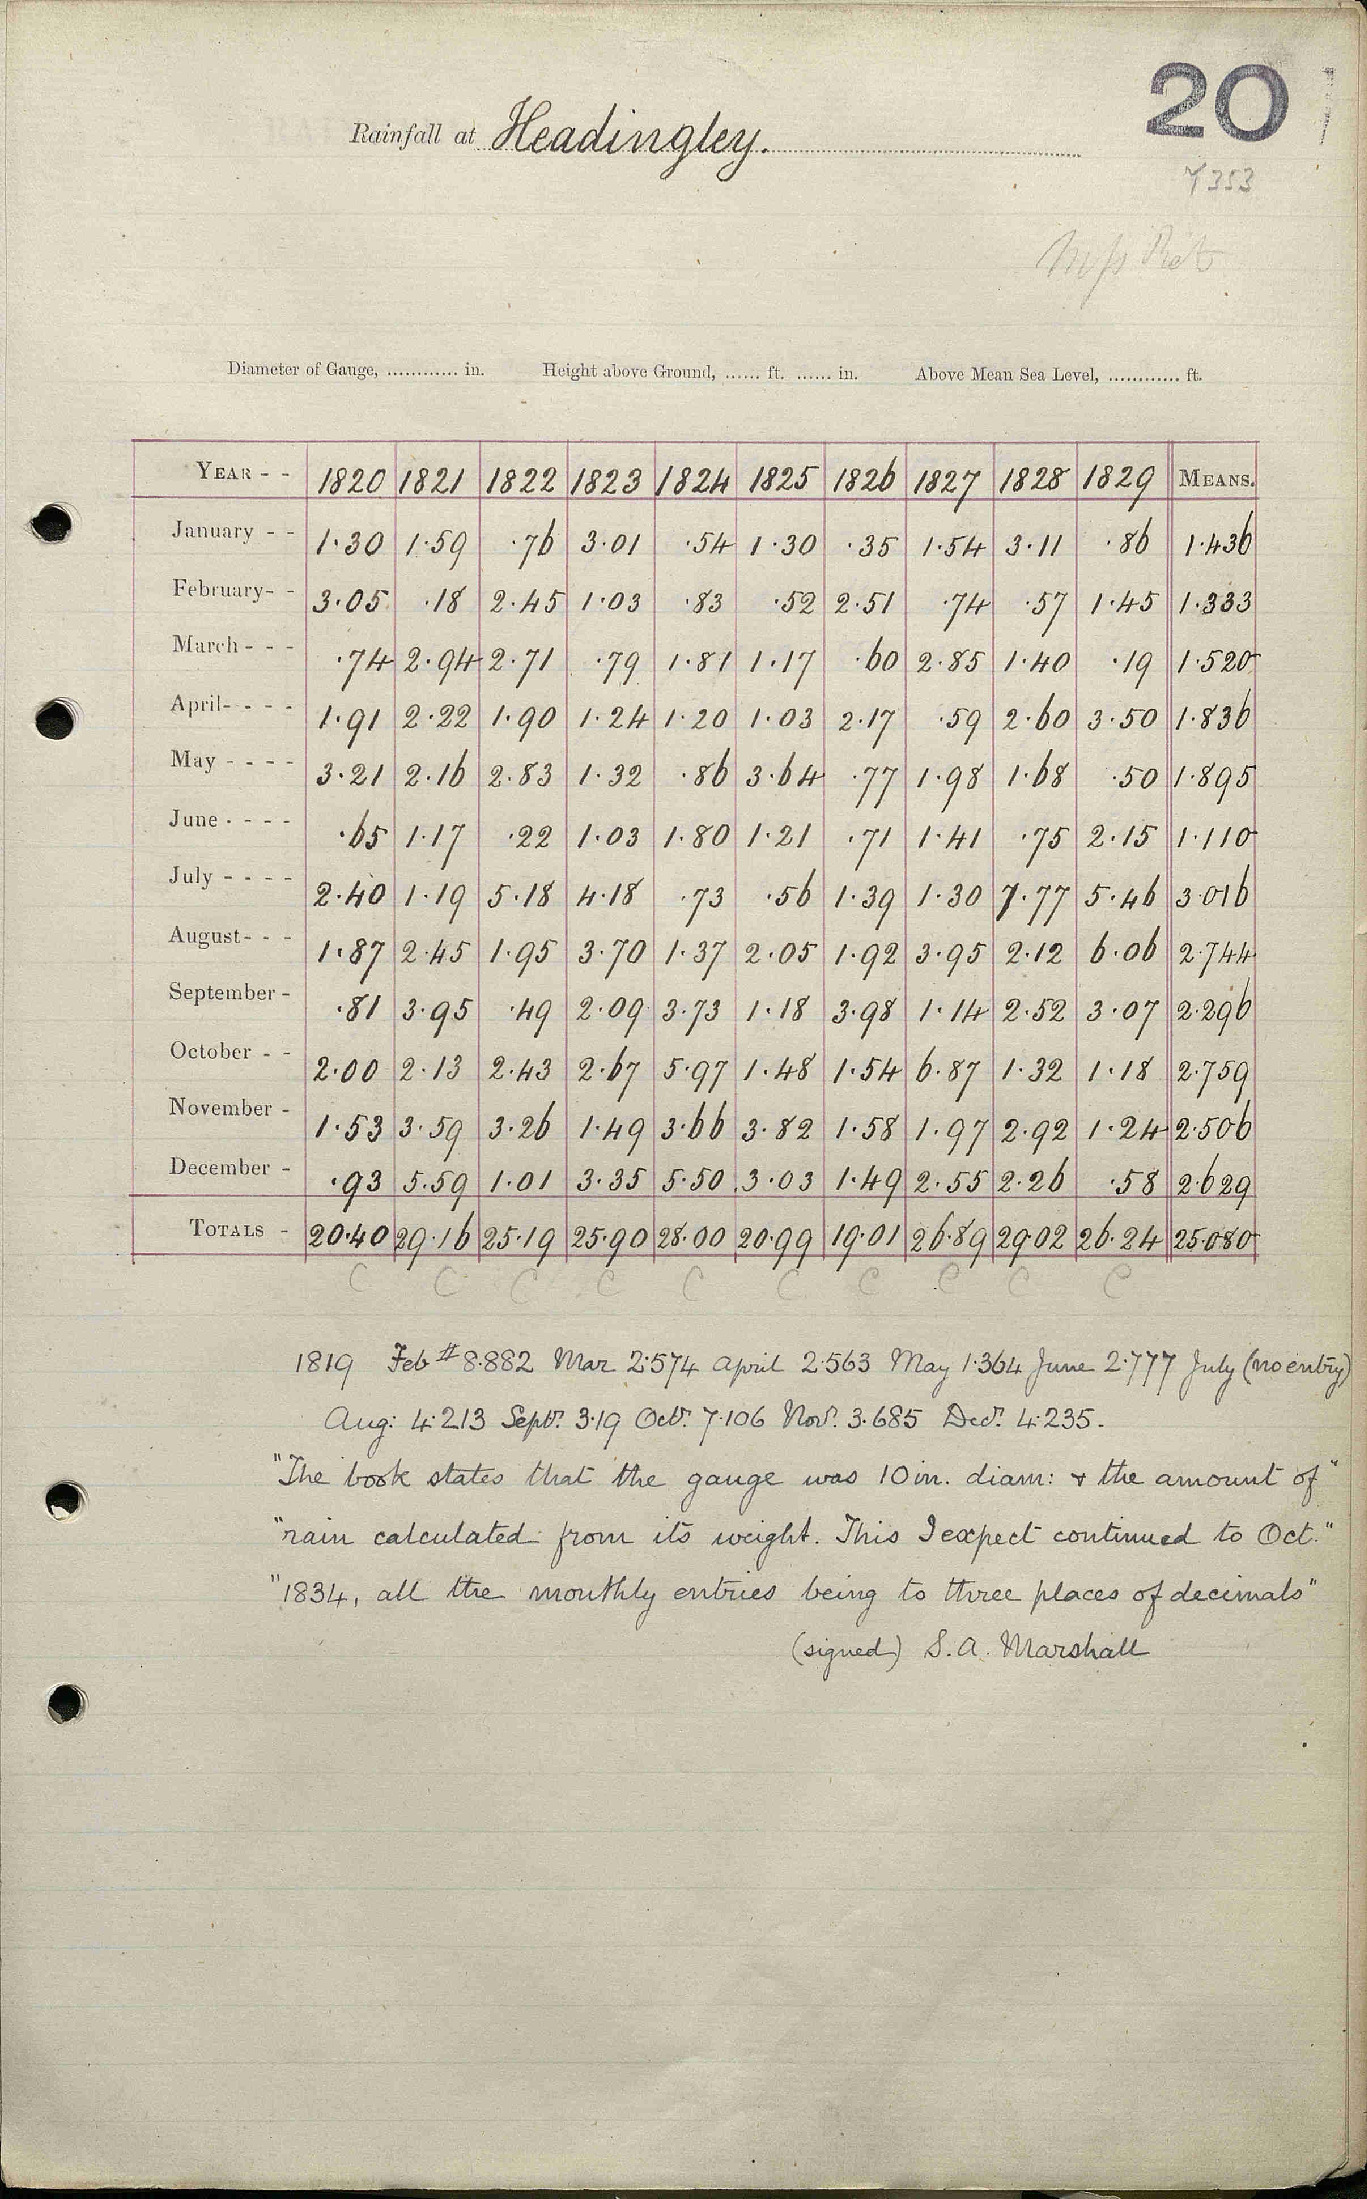 20
7353
Rainfall at Headingley.
Diameter of Gauge, ............ in. Height above Ground, ...... ft. ...... in. Above Mean Sea Level, ............ ft.
YEAR - - 1820 1821 1822 1823 1824 1825 1826 1827 1828 1829 MEANS.
January - - 1.30 1.59 .76 3.01 .54 1.30 .35 1.54 3.11 .86 1.436
February- - 3.05 .18 2.45 1.03 .83 .52 2.51 .74 .57 1.45 1.333
March - - - .74 2.94 2.71 .79 1.81 1.17 .60 2.85 1.40 .19 1.520
April- - - - 1.91 2.22 1.90 1.24 1.20 1.03 2.17 .59 2.60 3.50 1.836
May - - - - 3.21 2.16 2.83 1.32 .86 3.64 .77 1.98 1.68 .50 1.895
June - - - - .65 1.17 .22 1.03 1.80 1.21 .71 1.41 .75 2.15 1.110
July - - - - 2.40 1.19 5.18 4.18 .73 .56 1.39 1.30 7.77 5.46 3.016
August- - - 1.87 2.45 1.95 3.70 1.37 2.05 1.92 3.95 2.12 6.06 2.744
September - .81 3.95 .49 2.09 3.73 1.18 3.98 1.14 2.52 3.07 2.296
October - - 2.00 2.13 2.43 2.67 5.97 1.48 1.54 6.87 1.32 1.18 2.759
November - 1.53 3.59 3.26 1.49 3.66 3.82 1.58 1.97 2.92 1.24 2.506
December - .93 5.59 1.01 3.35 5.50 3.03 1.49 2.55 2.26 .58 2.629
TOTALS - 20.40 29.16 25.19 25.90 28.00 20.99 19.01 26.89 29.02 26.24 25.080
C C C C C C C C C C
1819 Feb # 8.882 Mar 2.574 April 2.563 May 1.364 June 2.777 July (no entry)
Aug: 4.213 Sept. 3.19 Oct. 7.106 Nov. 3.685 Dec. 4.235.
"The book states that the gauge was 10 in. diam: & the amount of"
"rain calculated from its weight. This I expect continued to Oct."
"1834, all the monthly entries being to three places of decimals"
(signed) S. A. Marshall